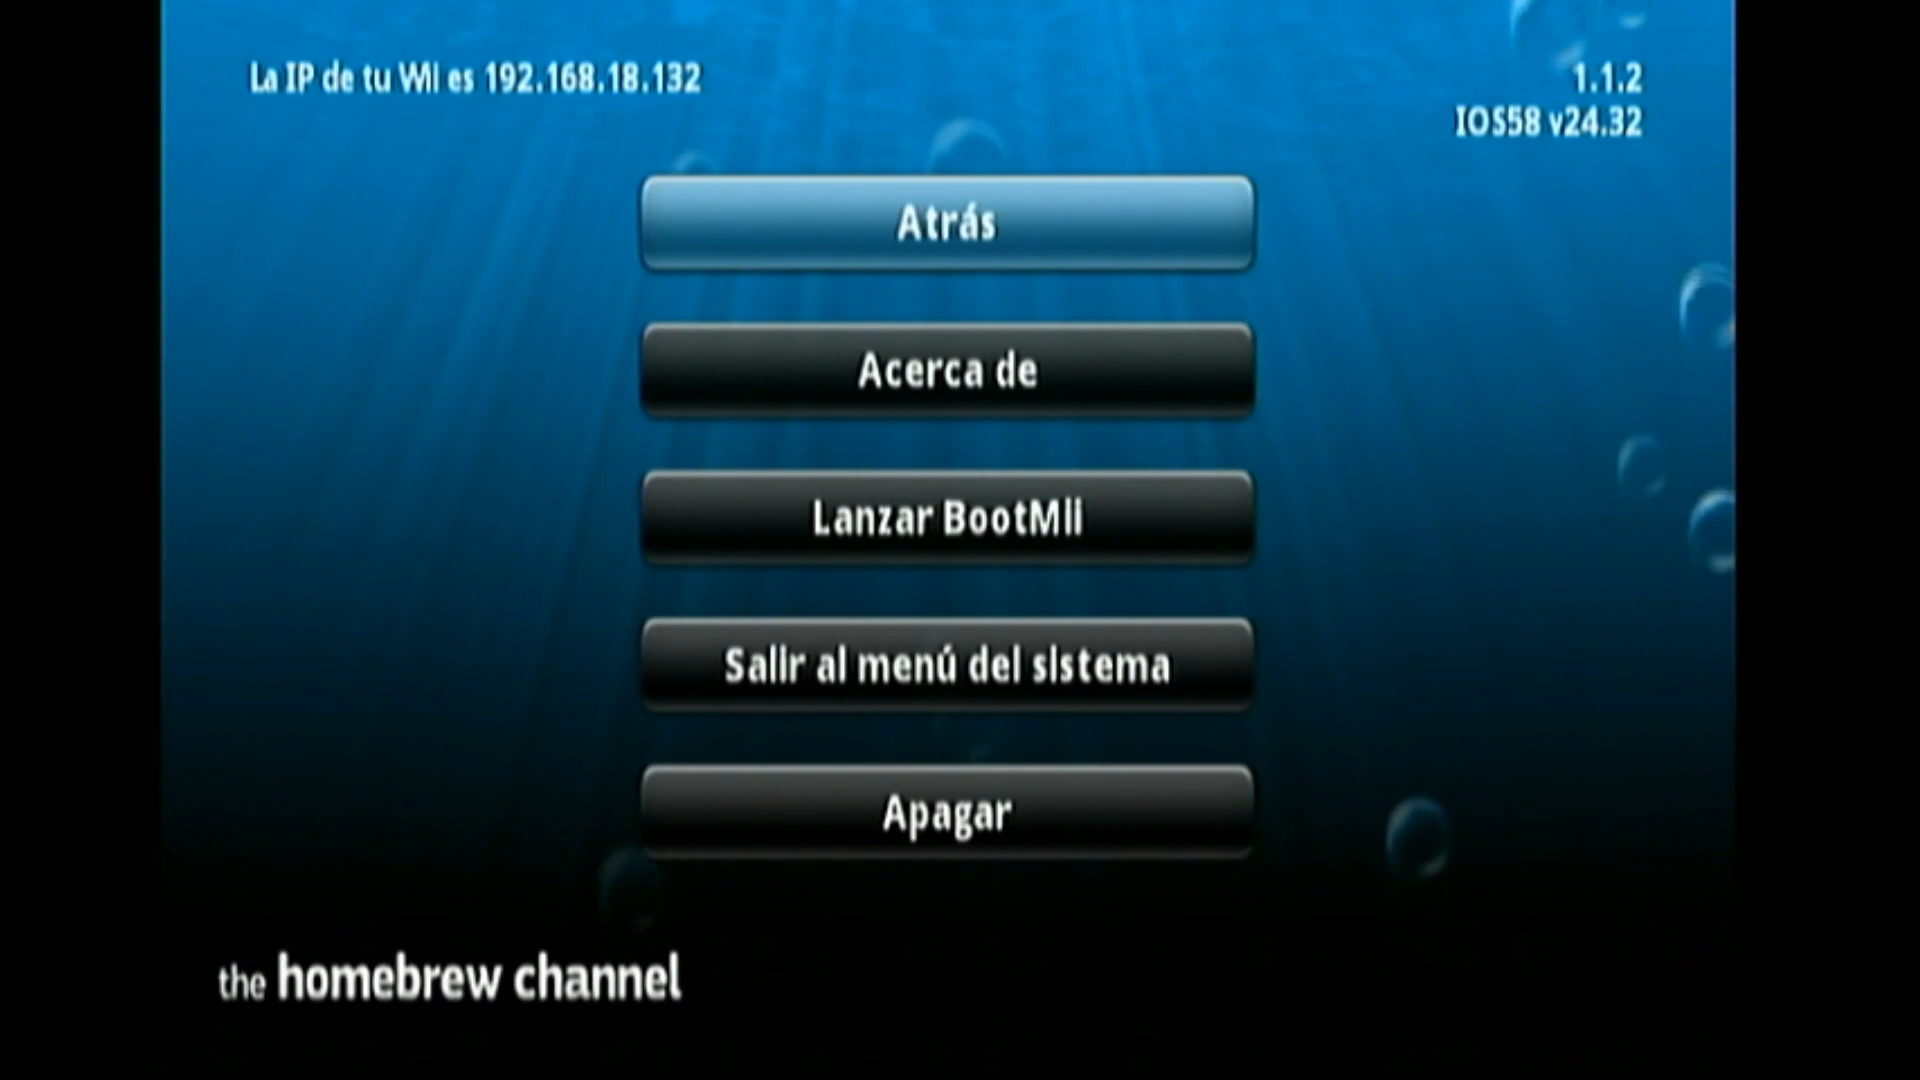 La IP de tu Wii es 192.168.18.132
1.1.2
IOS58 v24.32
Atrás
Acerca de
Lanzar BootMii
Salir al menú del sistema
Apagar
the homebrew channel